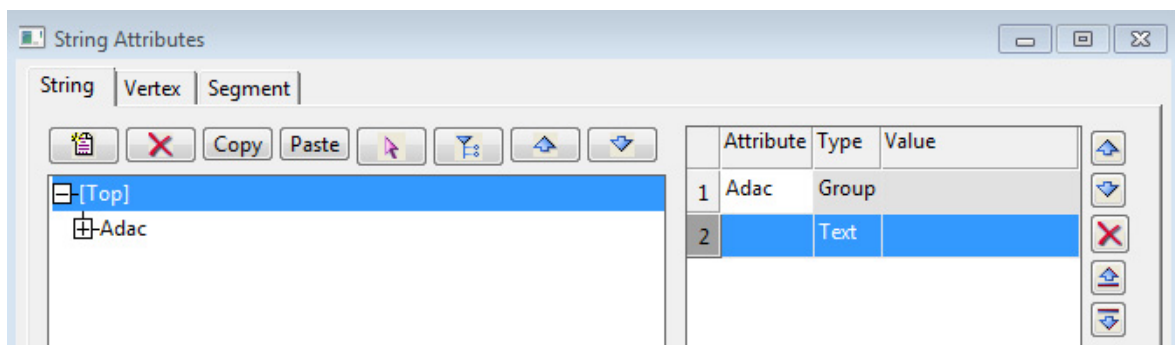 String Attributes
String Vertex Segment
Copy Paste
[Top]
Adac
Attribute Type Value
1 Adac Group
2 Text